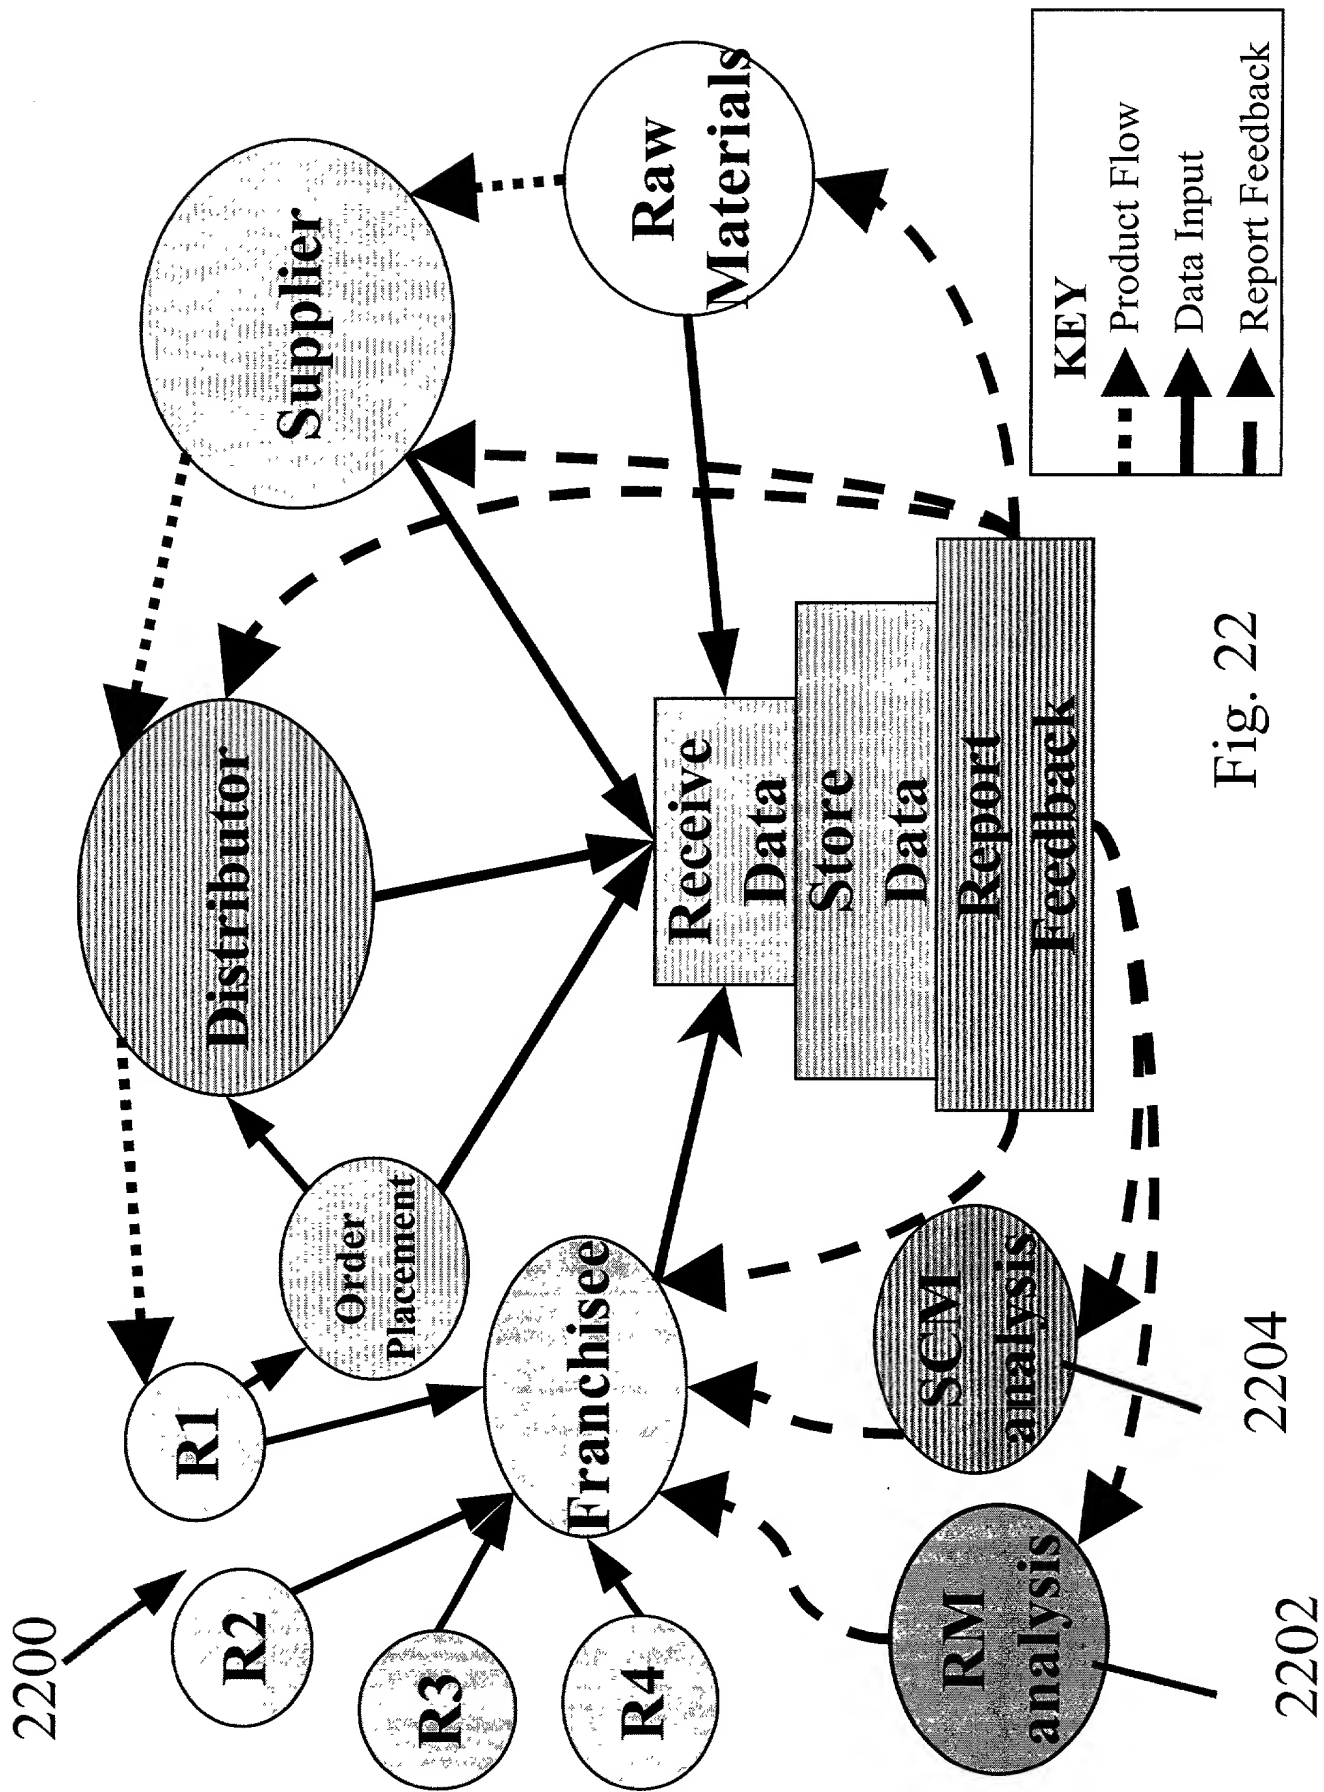 2200
R1
R2
R3
R4
Order
Placement
Distributor
Supplier
Raw
Materials
Franchisee
Receive
Data
Store
Data
Report
Feedback
RM
analysis
SCM
analysis
2202
2204
KEY
Product Flow
Data Input
Report Feedback
Fig. 22